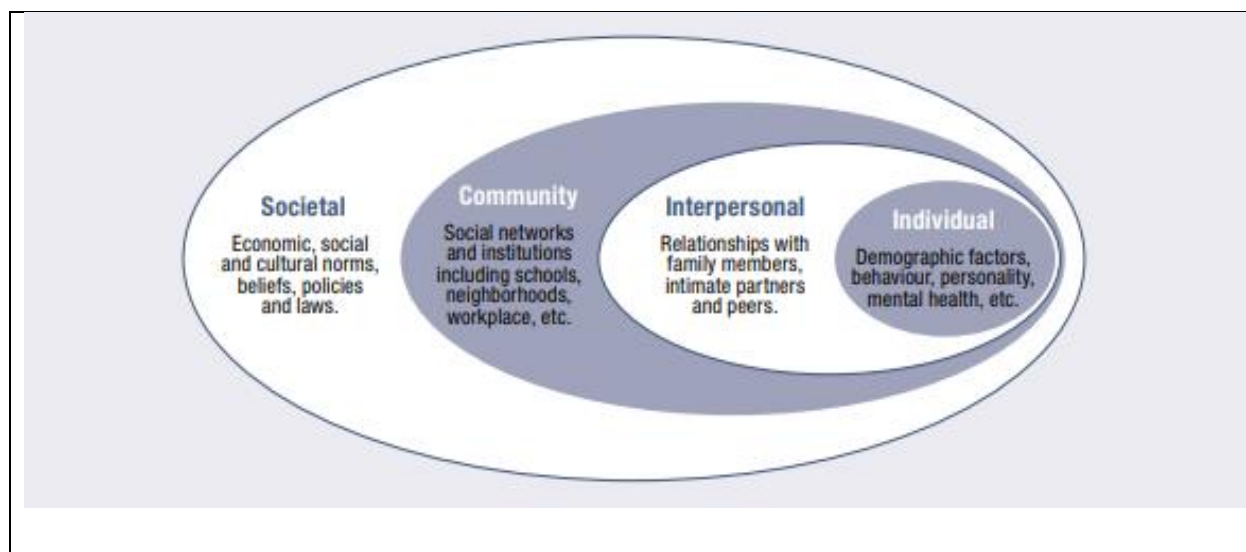 Societal
Economic, social
and cultural norms,
beliefs, policies
and laws.
Community
Social networks
and institutions
including schools,
neighborhoods,
workplace, etc.
Interpersonal
Relationships with
family members,
intimate partners
and peers.
Individual
Demographic factors,
behaviour, personality,
mental health, etc.